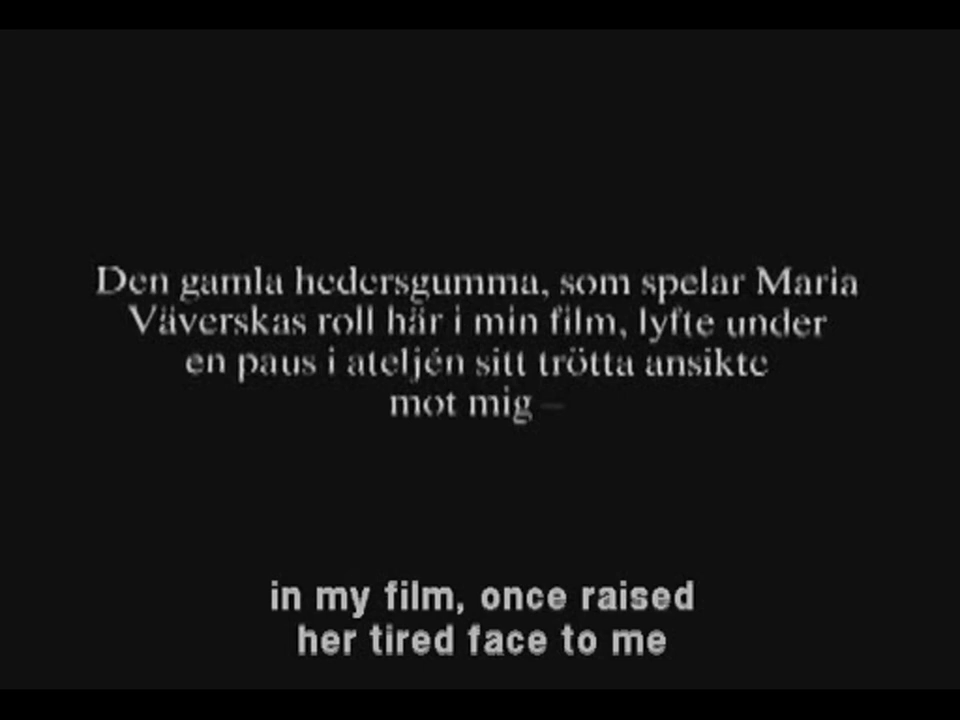 Den gamla hedersgumma, som spelar Maria
Väverskas roll här i min film, lyfte under
en paus i ateljén sitt trötta ansikte
mot mig –
in my film, once raised
her tired face to me